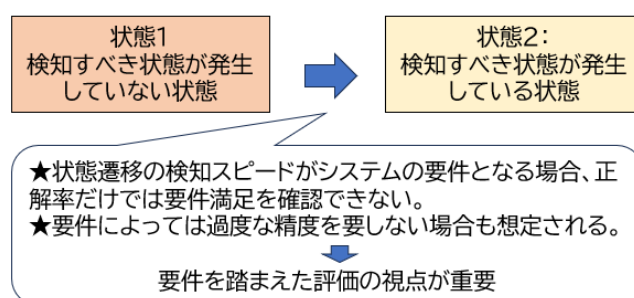 状態1
検知すべき状態が発生
していない状態
状態2:
検知すべき状態が発生
している状態
★状態遷移の検知スピードがシステムの要件となる場合、正
解率だけでは要件満足を確認できない。
★要件によっては過度な精度を要しない場合も想定される。
要件を踏まえた評価の視点が重要